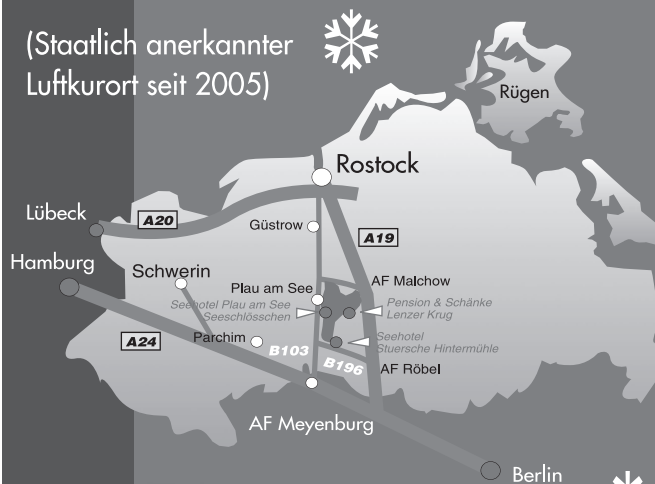 (Staatlich anerkannter
Luftkurort seit 2005)
Rügen
Rostock
Lübeck
A20
Güstrow
A19
Hamburg
Schwerin
AF Malchow
Plau am See
Seehotel Plau am See
Seeschlösschen
Pension & Schänke
Lenzer Krug
A24
Parchim
Seehotel
Stuersche Hintermühle
B103
B196
AF Röbel
AF Meyenburg
Berlin